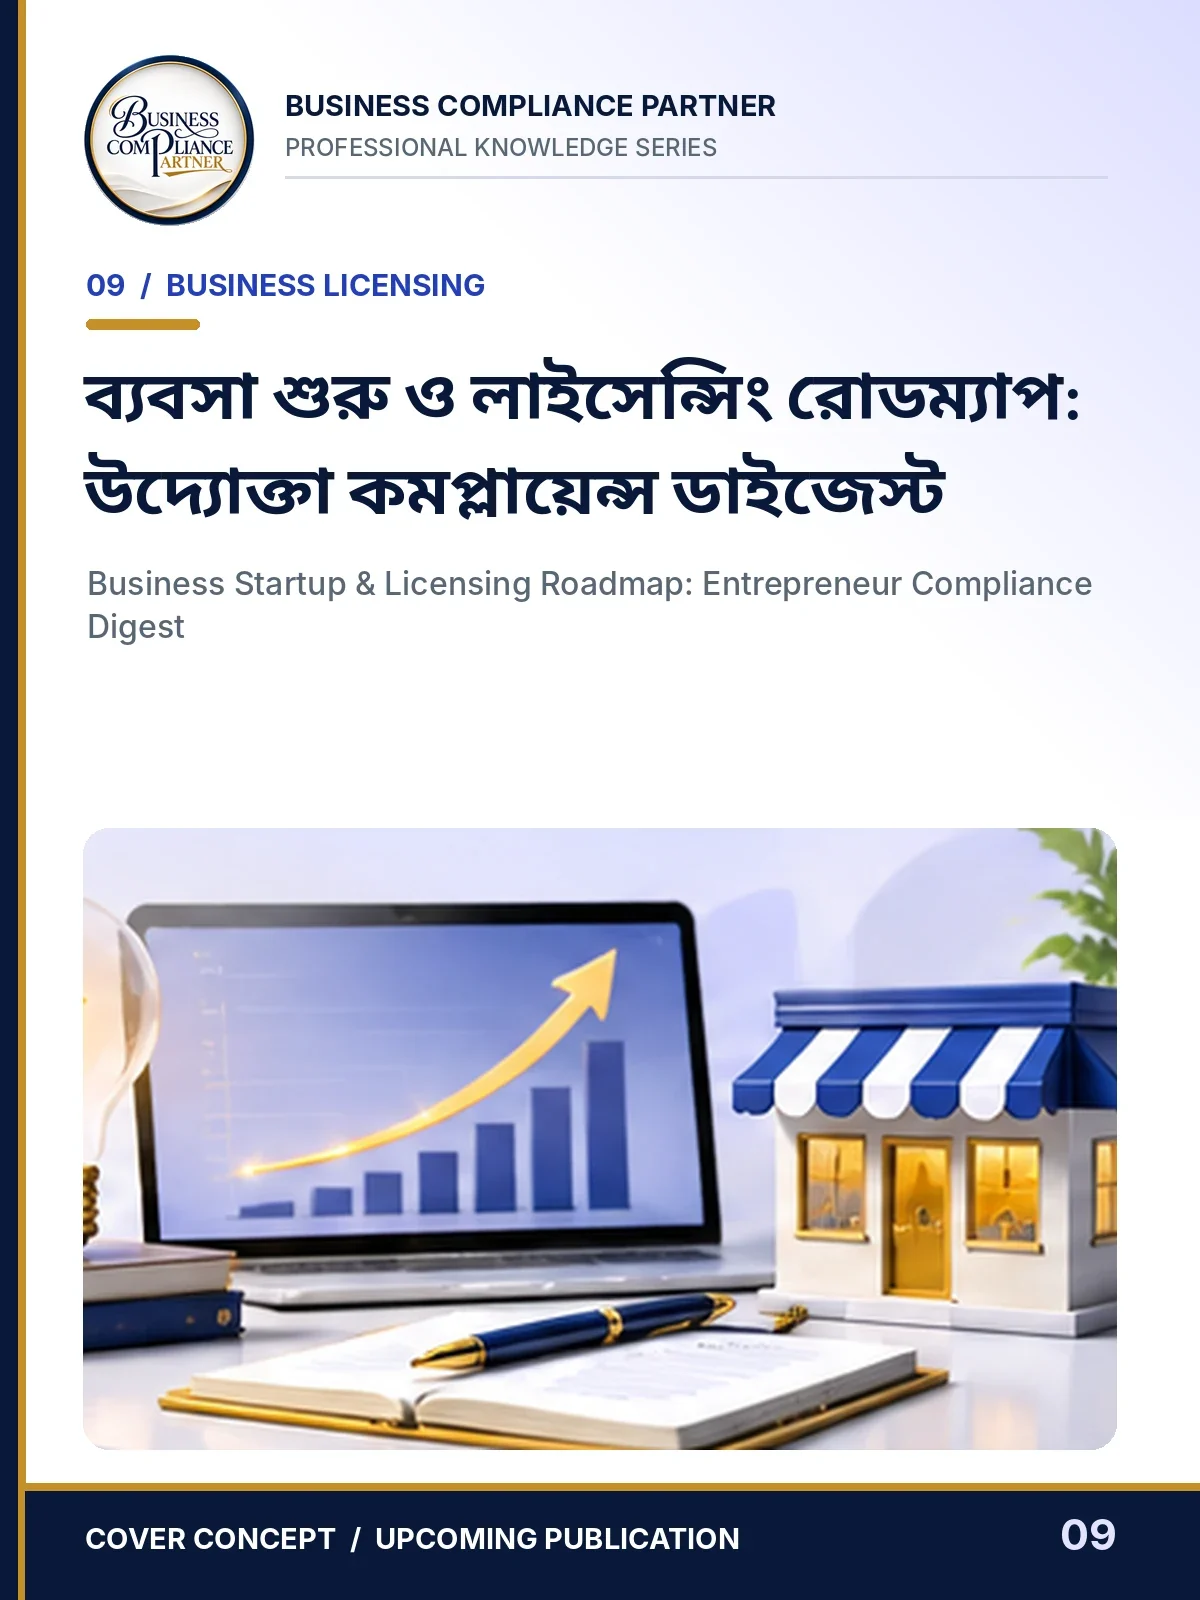 BUSINESS
COMPLIANCE
PARTNER
BUSINESS COMPLIANCE PARTNER
PROFESSIONAL KNOWLEDGE SERIES
09 / BUSINESS LICENSING
ব্যবসা শুরু ও লাইসেন্সিং রোডম্যাপ:
উদ্যোক্তা কমপ্লায়েন্স ডাইজেস্ট
Business Startup & Licensing Roadmap: Entrepreneur Compliance
Digest
COVER CONCEPT / UPCOMING PUBLICATION
09